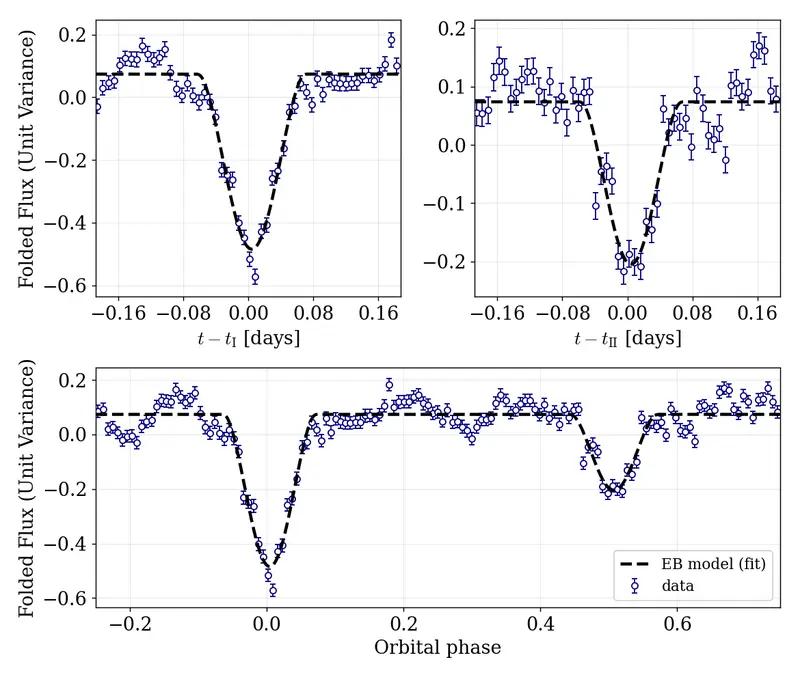 Folded Flux (Unit Variance)
0.2
0.0
−0.2
−0.4
−0.6
−0.16 −0.08 0.00 0.08 0.16
t − t_I [days]
0.2
0.1
0.0
−0.1
−0.2
−0.16 −0.08 0.00 0.08 0.16
t − t_II [days]
Folded Flux (Unit Variance)
0.2
0.0
−0.2
−0.4
−0.6
−0.2 0.0 0.2 0.4 0.6
Orbital phase
EB model (fit)
data